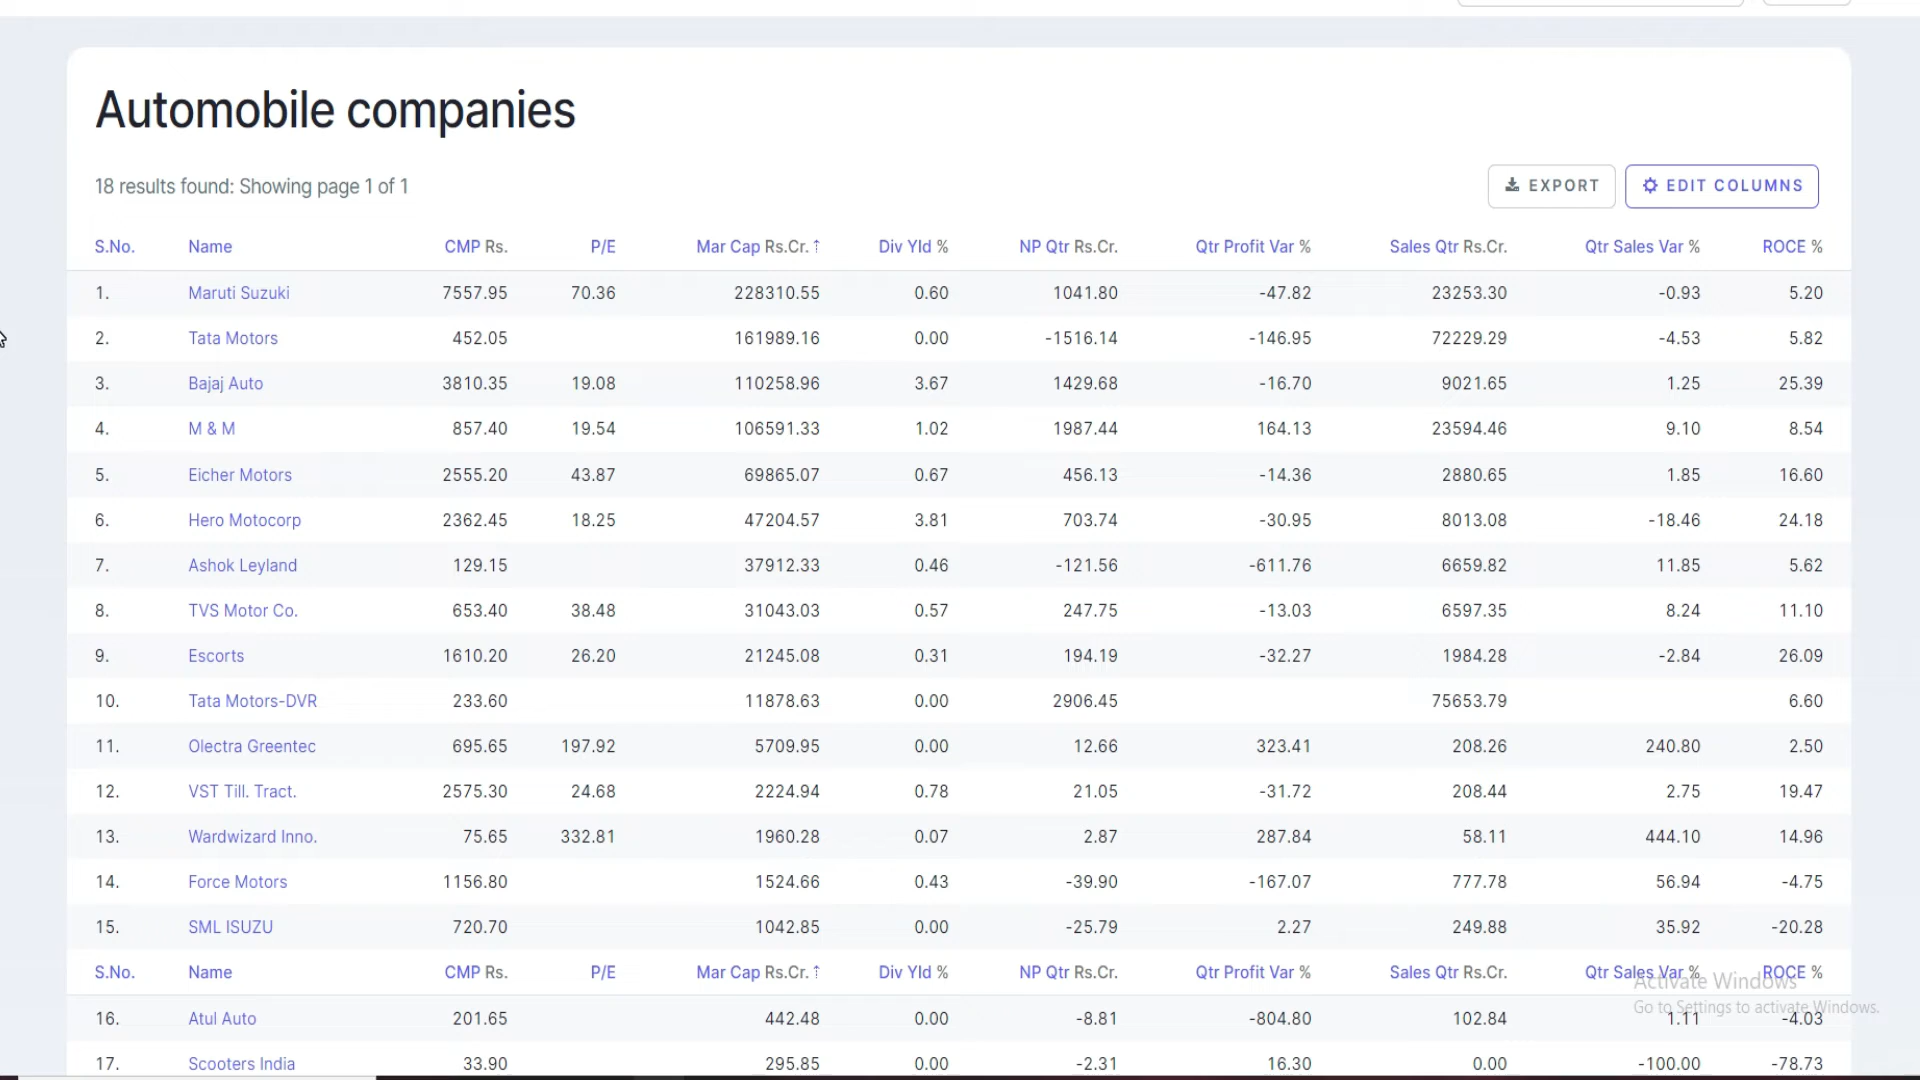 Automobile companies
18 results found: Showing page 1 of 1
EXPORT EDIT COLUMNS
S.No. Name CMP Rs. P/E Mar Cap Rs.Cr. ↑ Div Yld % NP Qtr Rs.Cr. Qtr Profit Var % Sales Qtr Rs.Cr. Qtr Sales Var % ROCE %
1. Maruti Suzuki 7557.95 70.36 228310.55 0.60 1041.80 -47.82 23253.30 -0.93 5.20
2. Tata Motors 452.05 161989.16 0.00 -1516.14 -146.95 72229.29 -4.53 5.82
3. Bajaj Auto 3810.35 19.08 110258.96 3.67 1429.68 -16.70 9021.65 1.25 25.39
4. M & M 857.40 19.54 106591.33 1.02 1987.44 164.13 23594.46 9.10 8.54
5. Eicher Motors 2555.20 43.87 69865.07 0.67 456.13 -14.36 2880.65 1.85 16.60
6. Hero Motocorp 2362.45 18.25 47204.57 3.81 703.74 -30.95 8013.08 -18.46 24.18
7. Ashok Leyland 129.15 37912.33 0.46 -121.56 -611.76 6659.82 11.85 5.62
8. TVS Motor Co. 653.40 38.48 31043.03 0.57 247.75 -13.03 6597.35 8.24 11.10
9. Escorts 1610.20 26.20 21245.08 0.31 194.19 -32.27 1984.28 -2.84 26.09
10. Tata Motors-DVR 233.60 11878.63 0.00 2906.45 75653.79 6.60
11. Olectra Greentec 695.65 197.92 5709.95 0.00 12.66 323.41 208.26 240.80 2.50
12. VST Till. Tract. 2575.30 24.68 2224.94 0.78 21.05 -31.72 208.44 2.75 19.47
13. Wardwizard Inno. 75.65 332.81 1960.28 0.07 2.87 287.84 58.11 444.10 14.96
14. Force Motors 1156.80 1524.66 0.43 -39.90 -167.07 777.78 56.94 -4.75
15. SML ISUZU 720.70 1042.85 0.00 -25.79 2.27 249.88 35.92 -20.28
S.No. Name CMP Rs. P/E Mar Cap Rs.Cr. ↑ Div Yld % NP Qtr Rs.Cr. Qtr Profit Var % Sales Qtr Rs.Cr. Qtr Sales Var % ROCE %
Activate Windows
Go to Settings to activate Windows.
16. Atul Auto 201.65 442.48 0.00 -8.81 -804.80 102.84 1.11 -4.03
17. Scooters India 33.90 295.85 0.00 -2.31 16.30 0.00 -100.00 -78.73